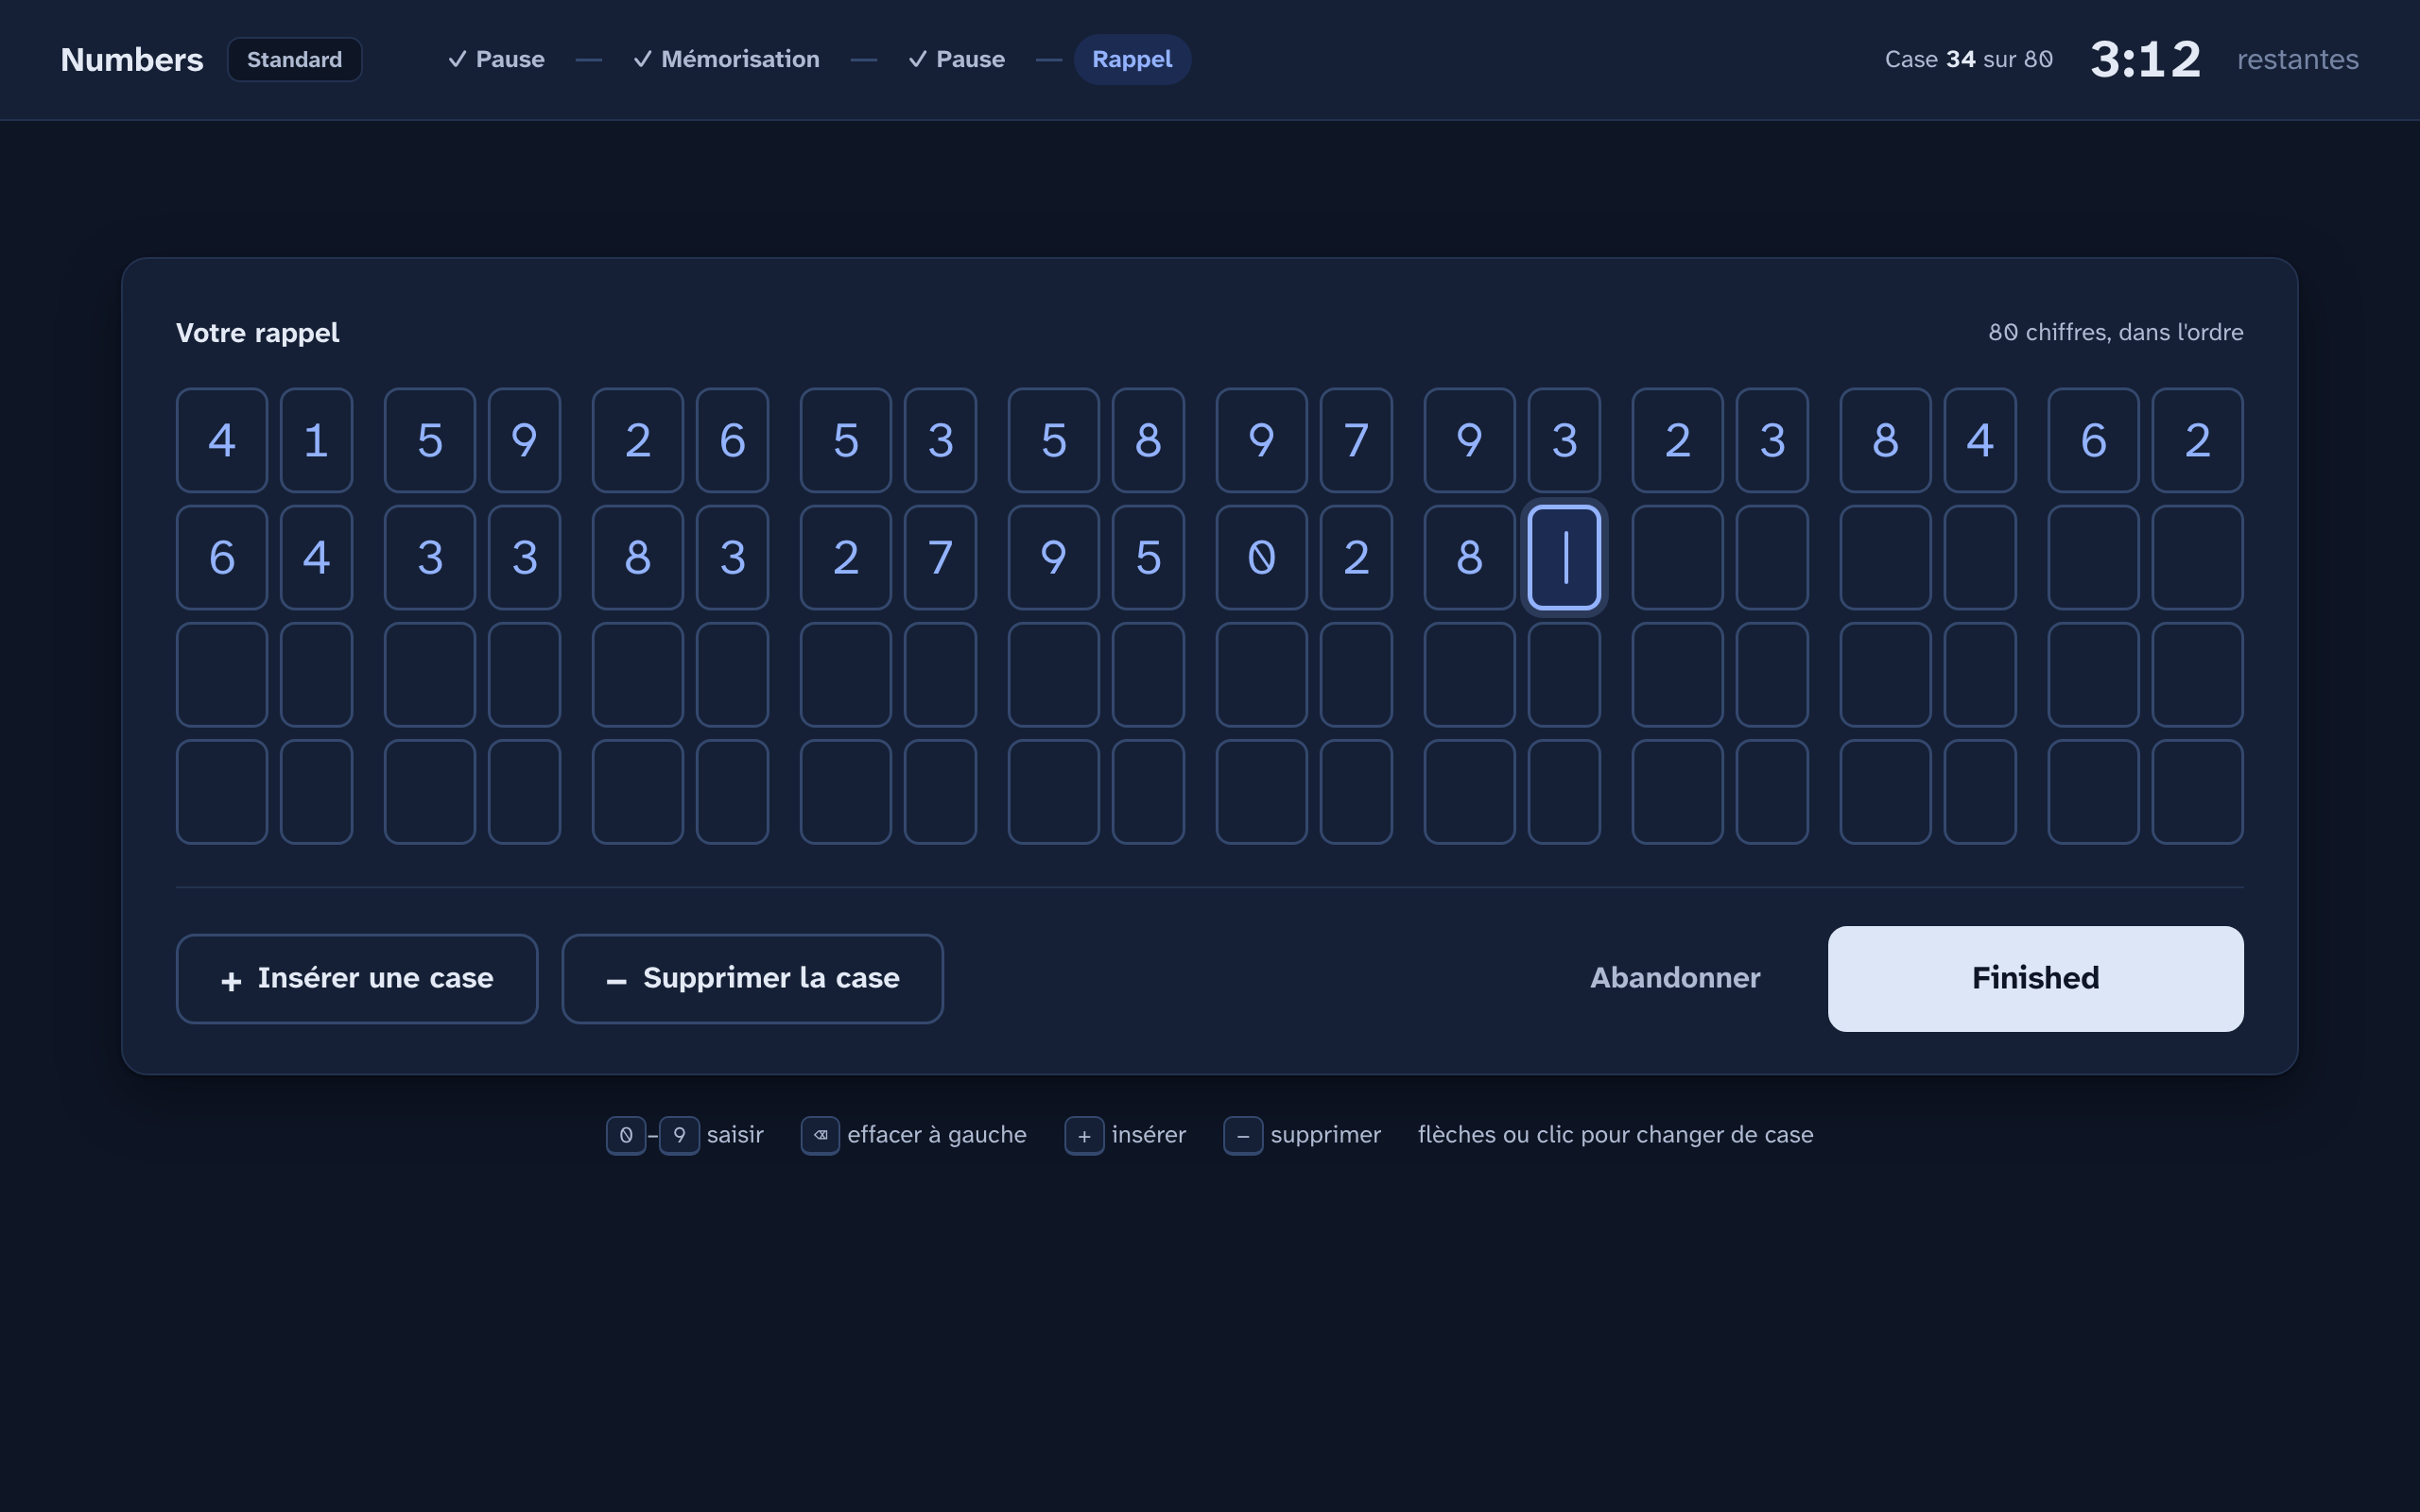 Numbers Standard ✓ Pause — ✓ Mémorisation — ✓ Pause — Rappel Case 34 sur 80 3:12 restantes
Votre rappel 80 chiffres, dans l'ordre
4 1 5 9 2 6 5 3 5 8 9 7 9 3 2 3 8 4 6 2
6 4 3 3 8 3 2 7 9 5 0 2 8
+ Insérer une case − Supprimer la case Abandonner Finished
0–9 saisir ⌫ effacer à gauche + insérer − supprimer flèches ou clic pour changer de case